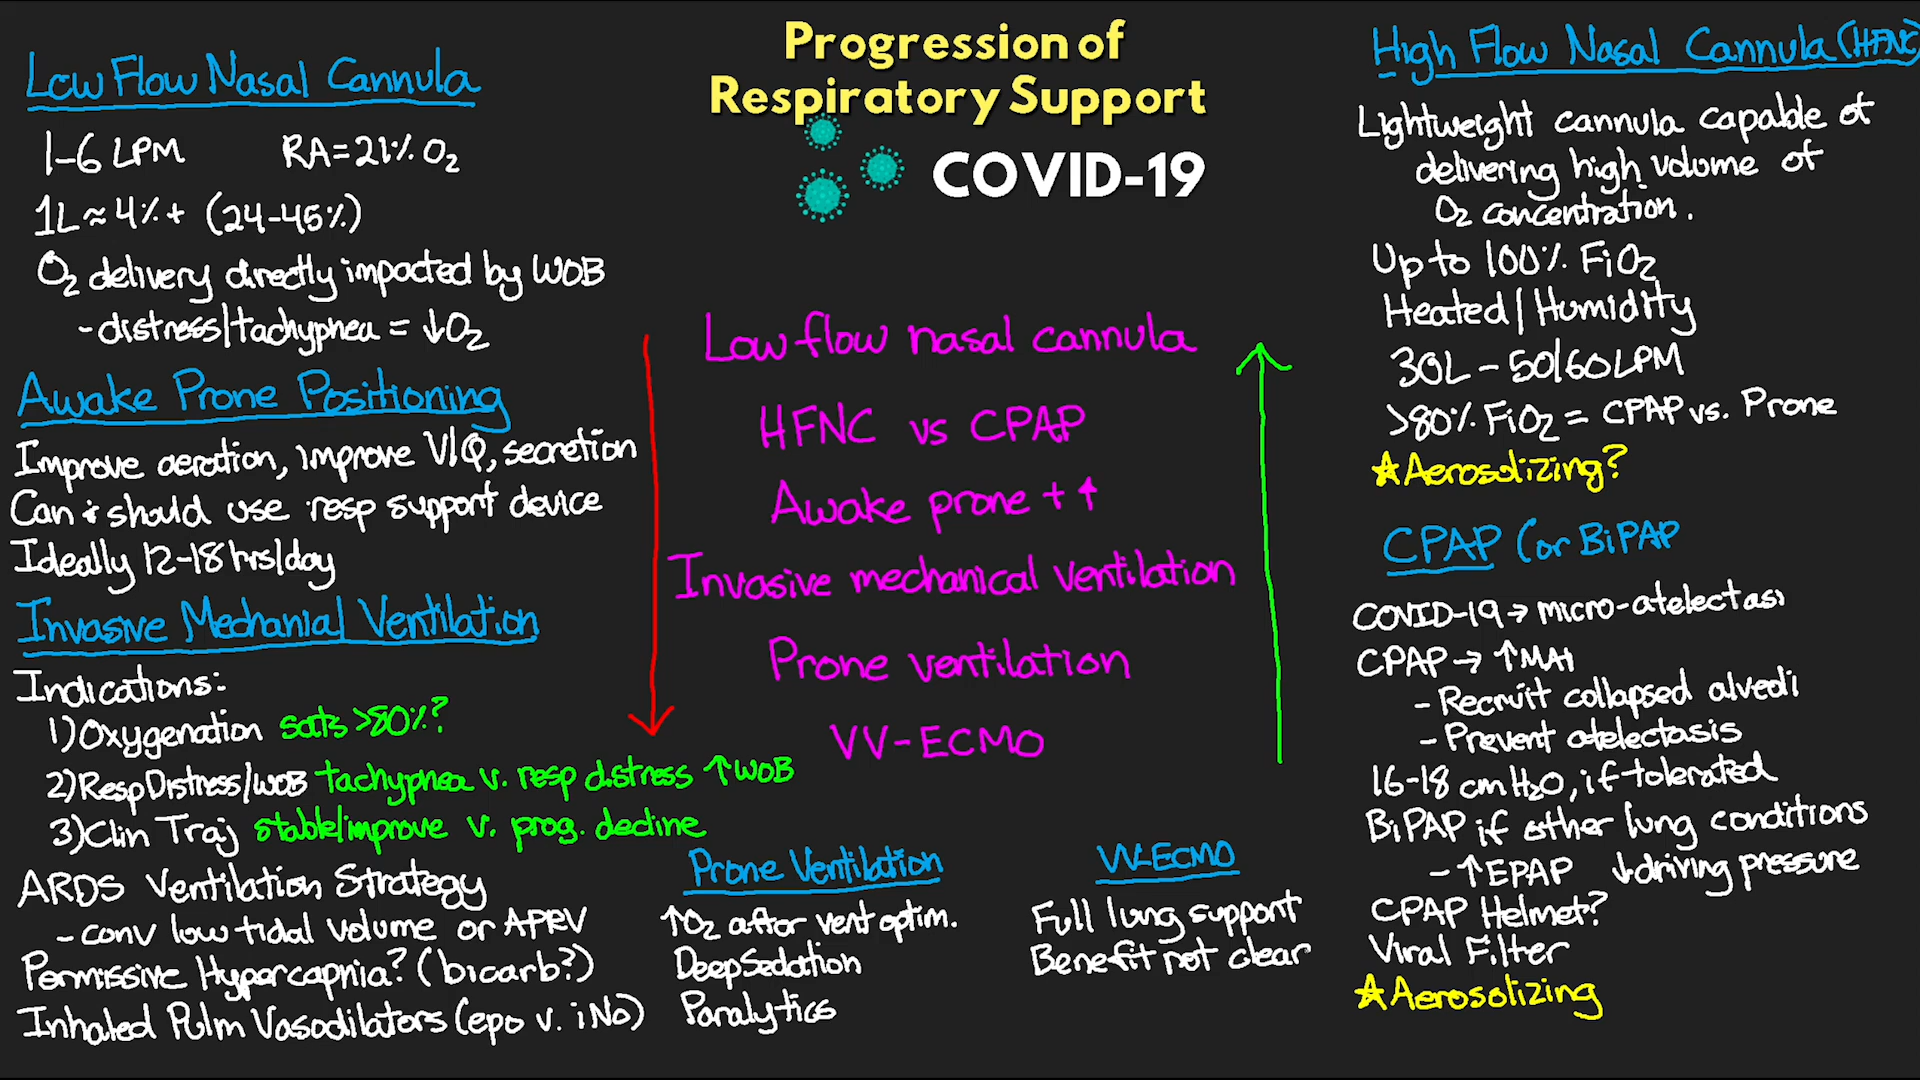 Progression of
Respiratory Support
COVID-19
Low Flow Nasal Cannula
1-6 LPM RA=21% O2
1L≈4%+ (24-45%)
O2 delivery directly impacted by WOB
-distress/tachypnea = ↓O2
Awake Prone Positioning
Improve aeration, improve V/Q, secretion
Can & should use resp support device
Ideally 12-18 hrs/day
Invasive Mechanial Ventilation
Indications:
1) Oxygenation sats >80%?
2) Resp Distress/WOB tachypnea v. resp distress ↑WOB
3) Clin Traj stable/improve v. prog. decline
ARDS Ventilation Strategy
- conv low tidal volume or APRV
Permissive Hypercapnia? (bicarb?)
Inhaled Pulm Vasodilators (epo v. iNO)
Low flow nasal cannula
HFNC vs CPAP
Awake prone + ↑
Invasive mechanical ventilation
Prone ventilation
VV-ECMO
Prone Ventilation
↑O2 after vent optim.
Deep Sedation
Paralytics
VV-ECMO
Full lung support
Benefit not clear
High Flow Nasal Cannula (HFNC)
Lightweight cannula capable of
delivering high volume of
O2 concentration.
Up to 100% FiO2
Heated/Humidity
30L - 50/60 LPM
>80% FiO2 = CPAP vs. Prone
☆Aerosolizing?
CPAP (or BiPAP
COVID-19 → micro-atelectasi
CPAP → ↑MAP
- Recruit collapsed alveoli
- Prevent atelectasis
16-18 cmH2O, if tolerated
BiPAP if other lung conditions
- ↑EPAP ↓driving pressure
CPAP Helmet?
Viral Filter
☆Aerosolizing